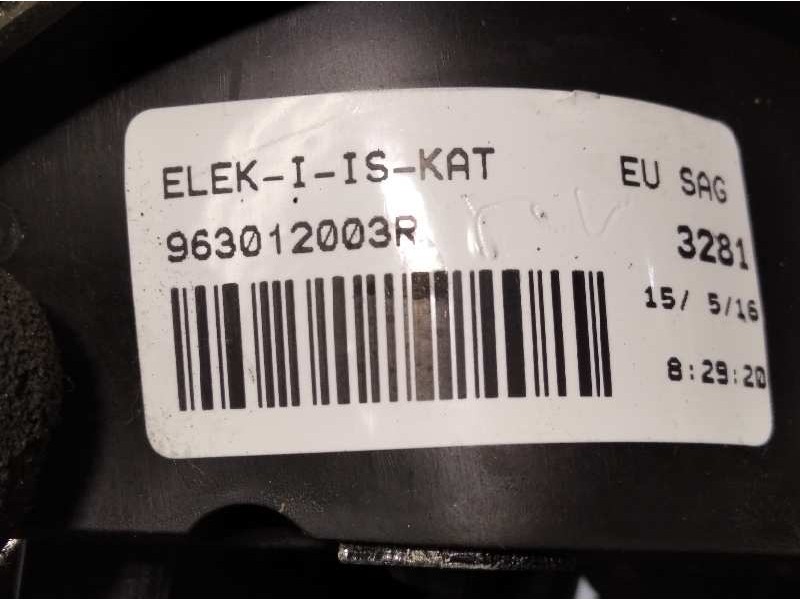 ELEK-I-IS-KAT
EU SAG
963012003R
3281
15/ 5/16
8:29:20